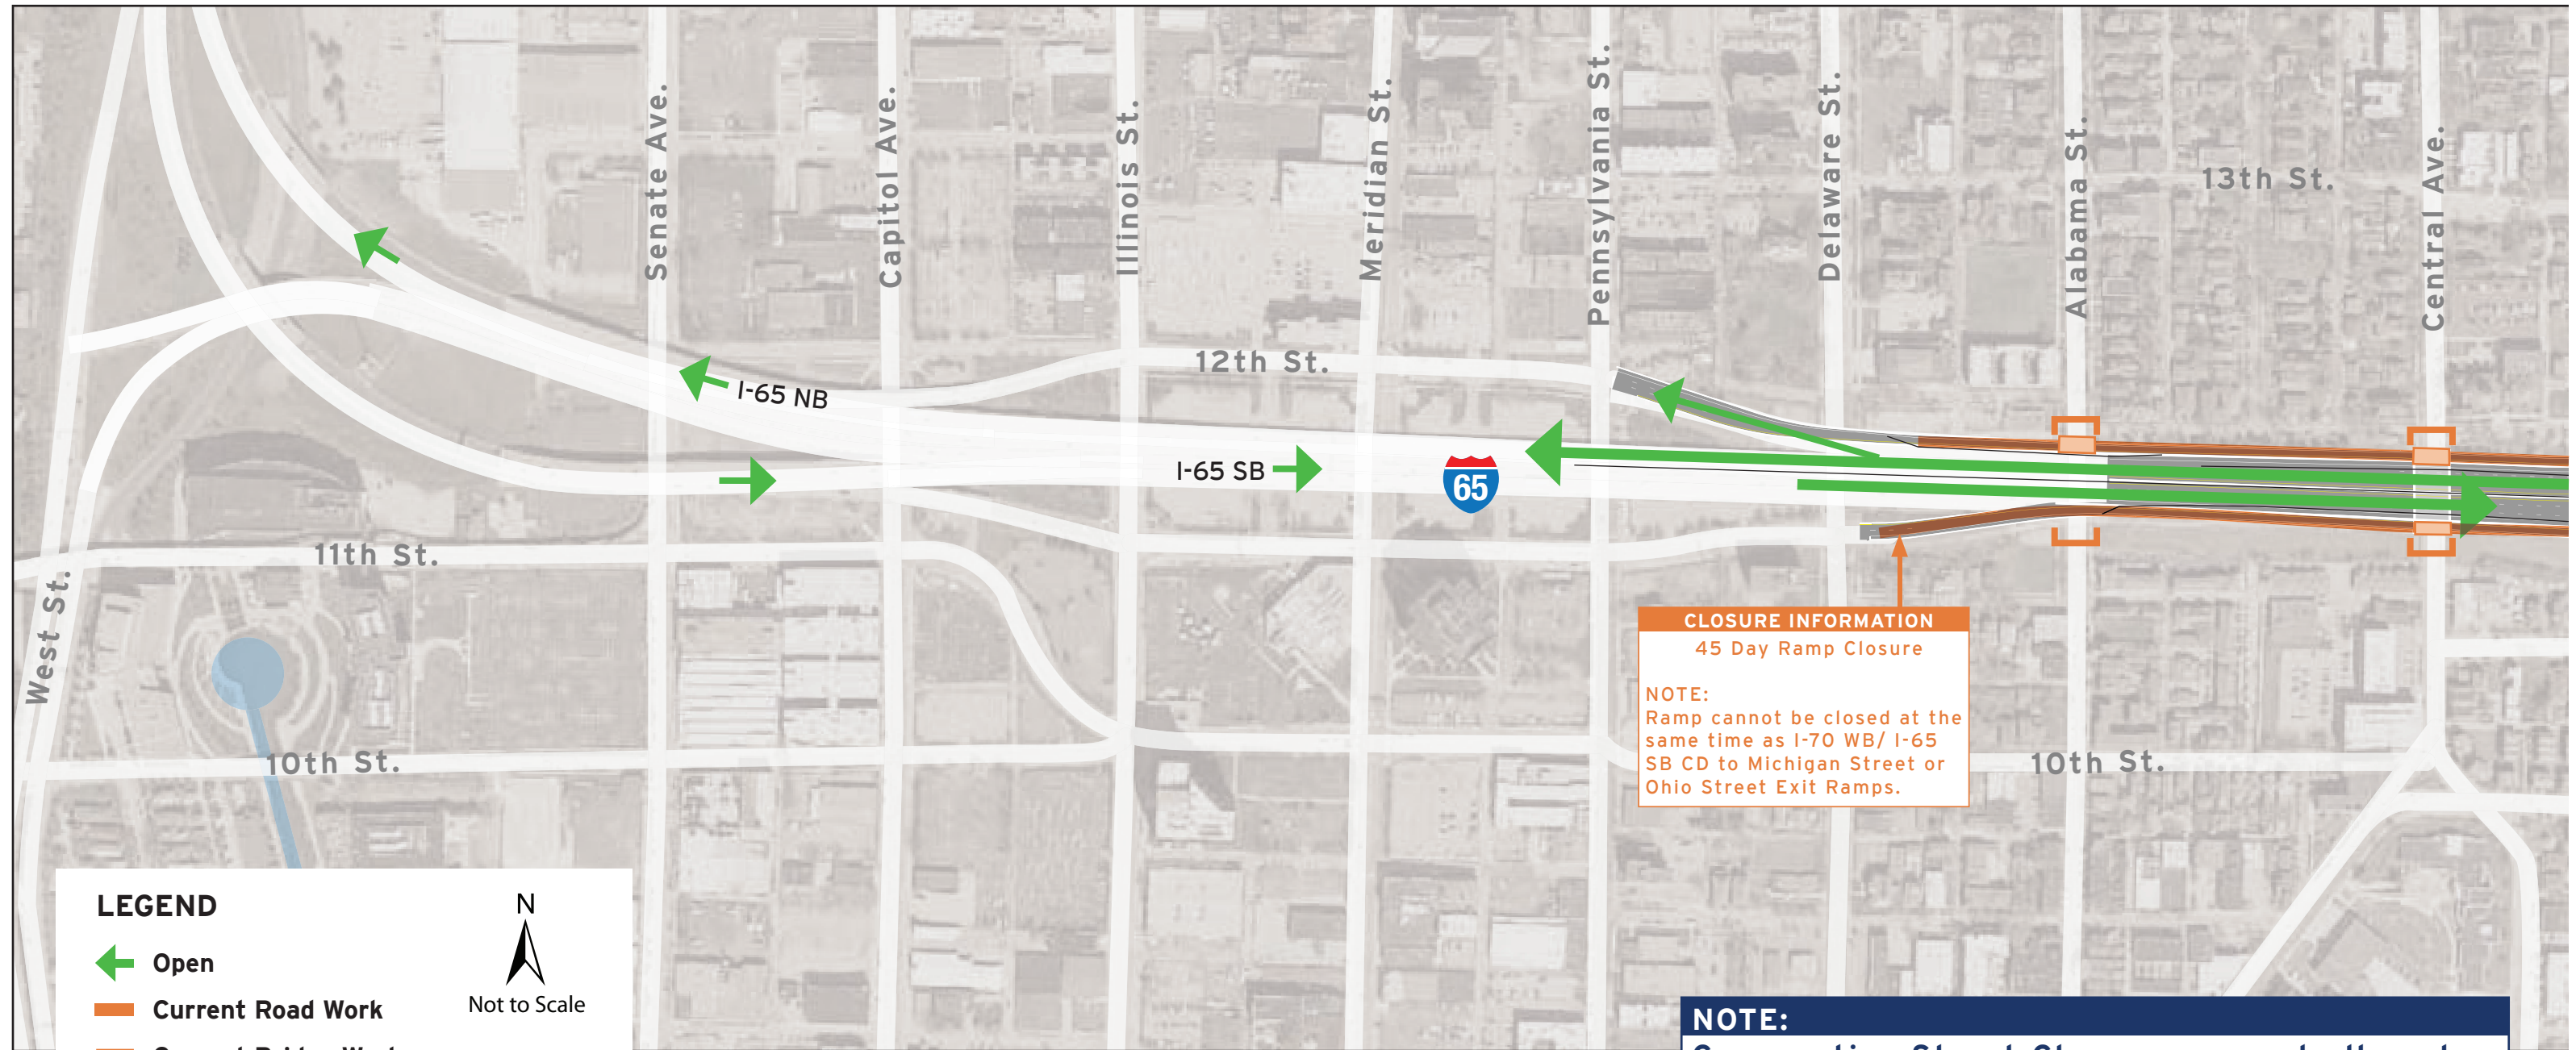 Senate Ave.
Capitol Ave.
Illinois St.
Meridian St.
Pennsylvania St.
Delaware St.
Alabama St.
Central Ave.
13th St.
12th St.
I-65 NB
I-65 SB
65
11th St.
West St.
10th St.
10th St.
CLOSURE INFORMATION
45 Day Ramp Closure
NOTE:
Ramp cannot be closed at the
same time as I-70 WB/ I-65
SB CD to Michigan Street or
Ohio Street Exit Ramps.
LEGEND
N
Open
Current Road Work
Not to Scale
Current Bridge Work
NOTE: